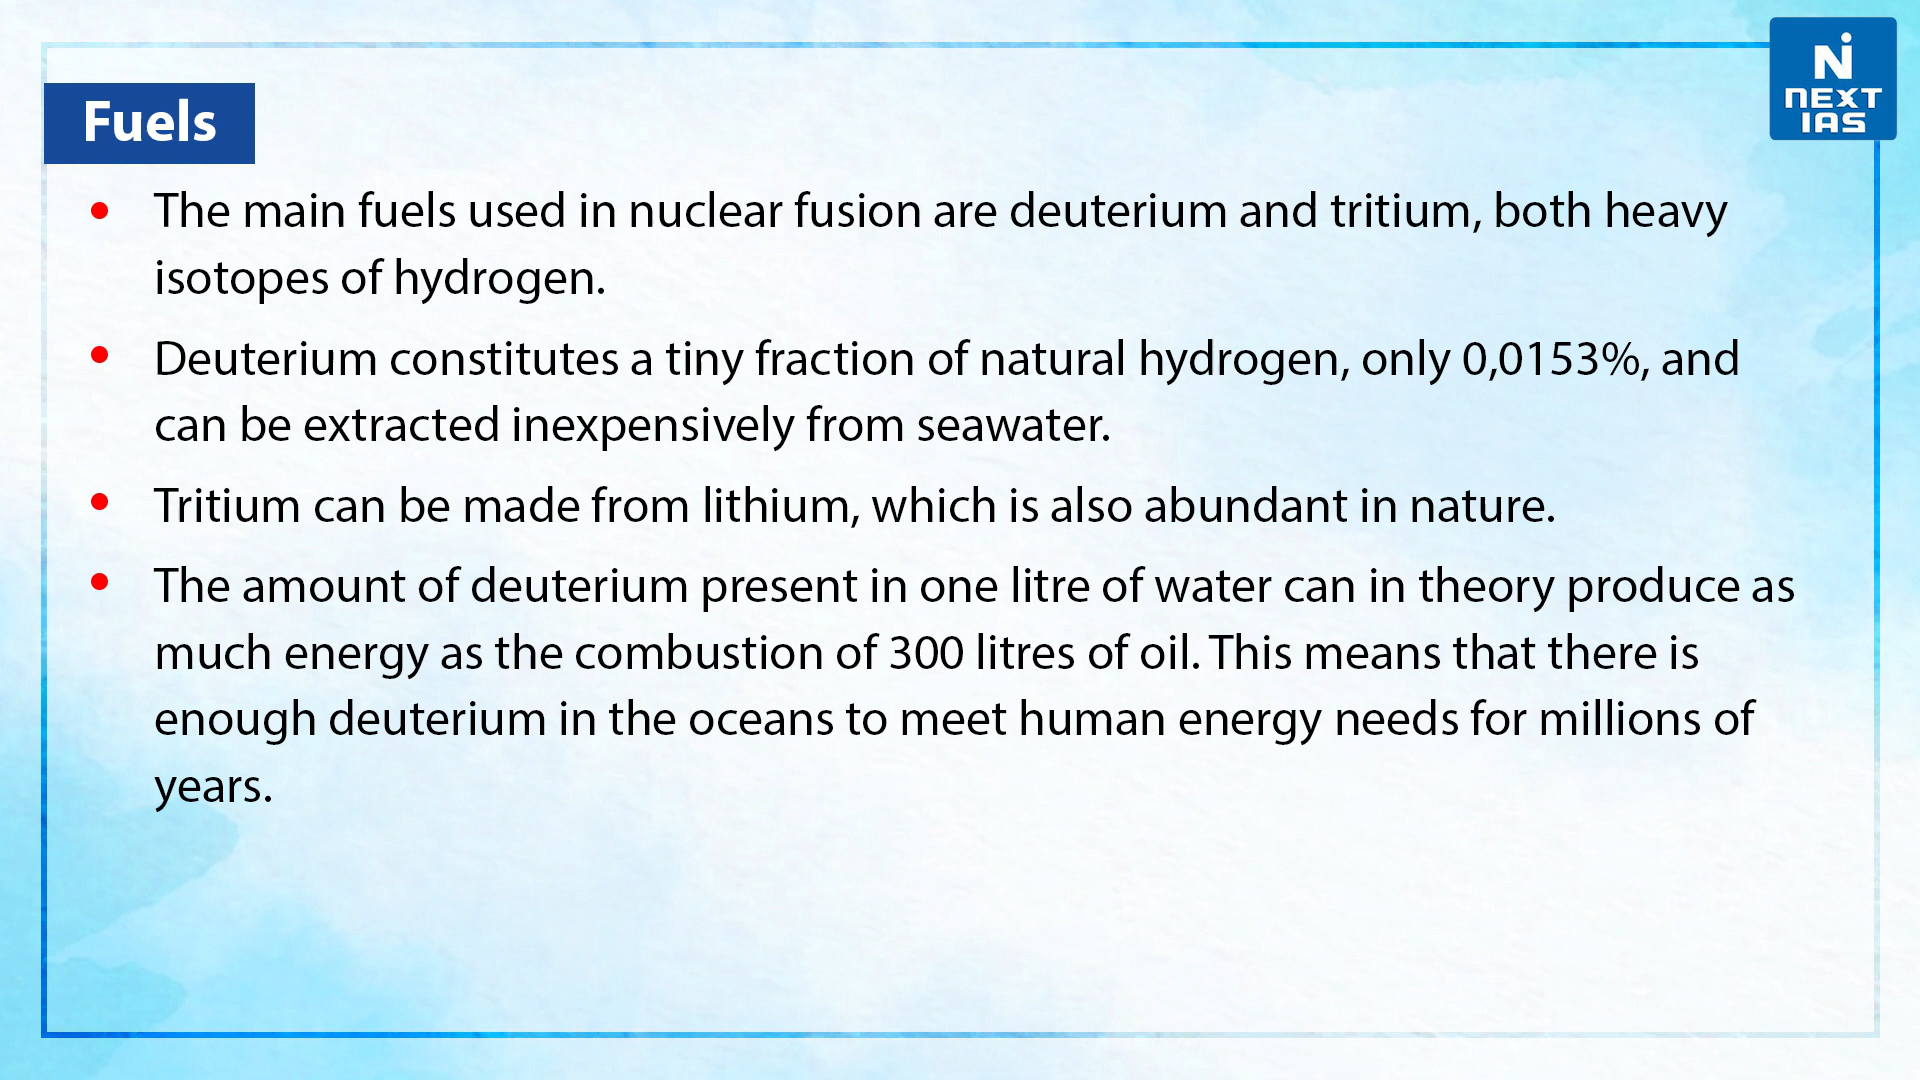 NEXT
IAS
Fuels
• The main fuels used in nuclear fusion are deuterium and tritium, both heavy
isotopes of hydrogen.
• Deuterium constitutes a tiny fraction of natural hydrogen, only 0,0153%, and
can be extracted inexpensively from seawater.
• Tritium can be made from lithium, which is also abundant in nature.
• The amount of deuterium present in one litre of water can in theory produce as
much energy as the combustion of 300 litres of oil. This means that there is
enough deuterium in the oceans to meet human energy needs for millions of
years.